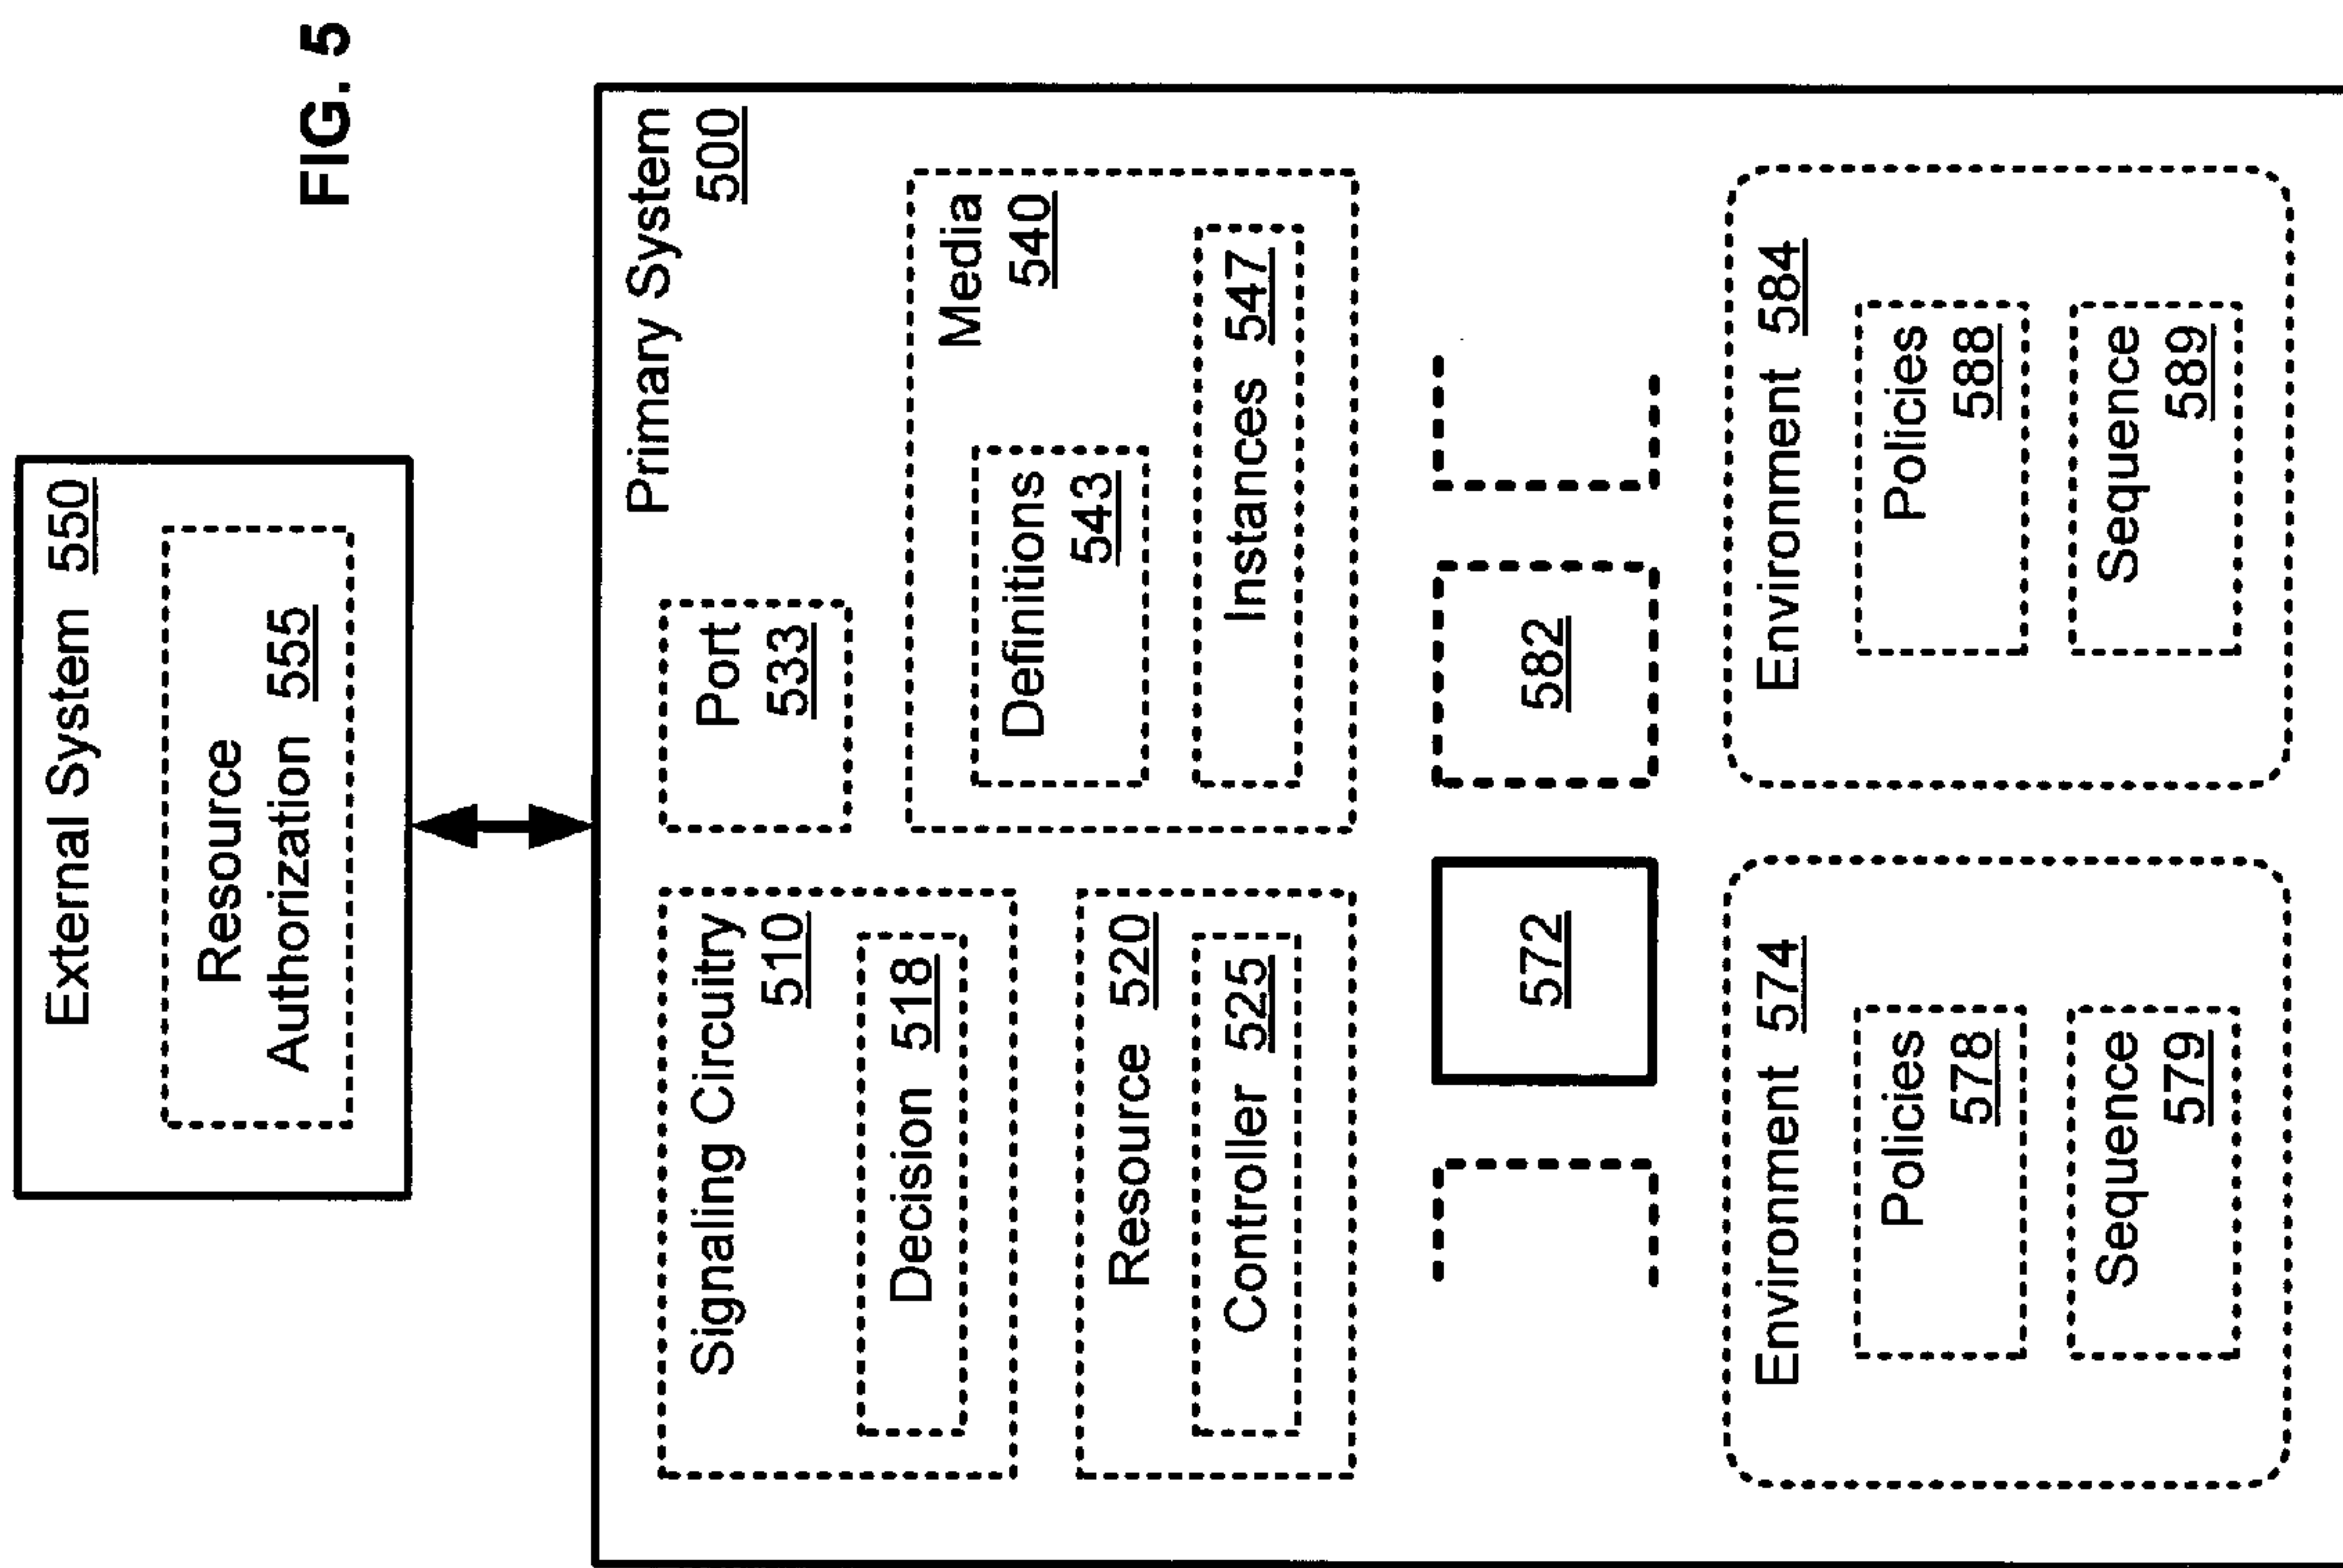 FIG. 5
External System 550
Resource
Authorization 555
Primary System
500
Signaling Circuitry
510
Decision 518
Port
533
Resource 520
Controller 525
Media
540
Definitions
543
Instances 547
572
582
Environment 574
Policies
578
Sequence
579
Environment 584
Policies
588
Sequence
589